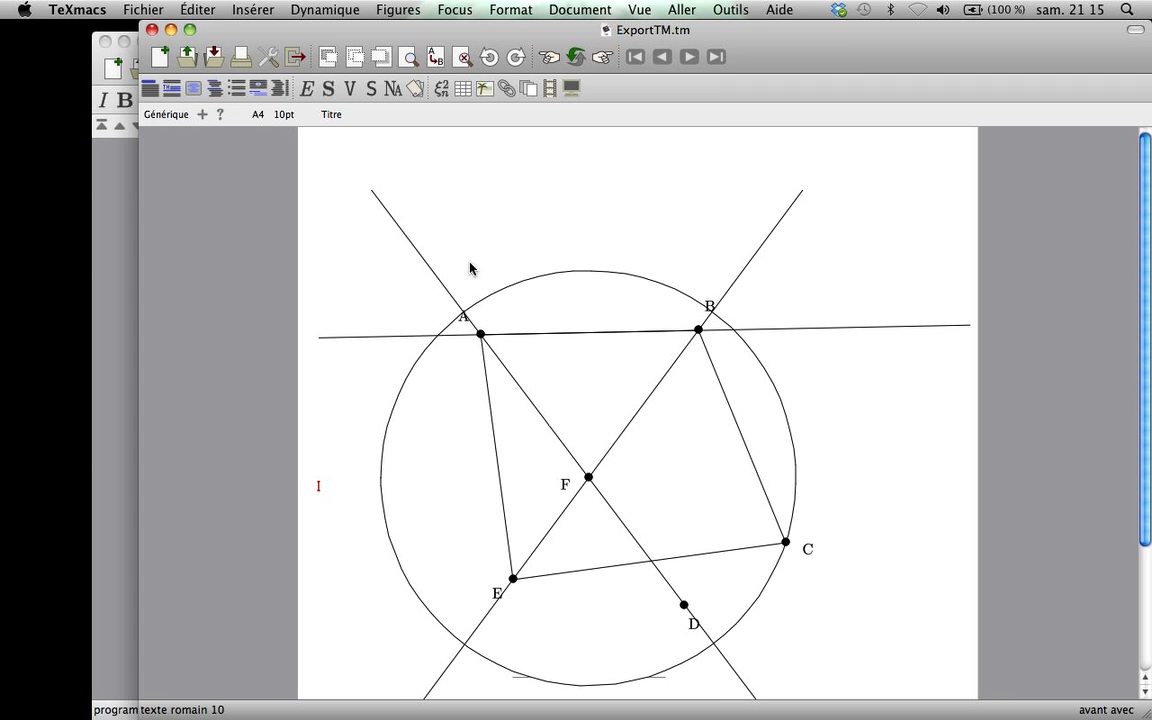 TeXmacs Fichier Éditer Insérer Dynamique Figures Focus Format Document Vue Aller Outils Aide (100 %) sam. 21 15
ExportTM.tm
I B
E S V S NA
Générique + ? A4 10pt Titre
B
A
F
I
C
E
D
program texte romain 10 avant avec